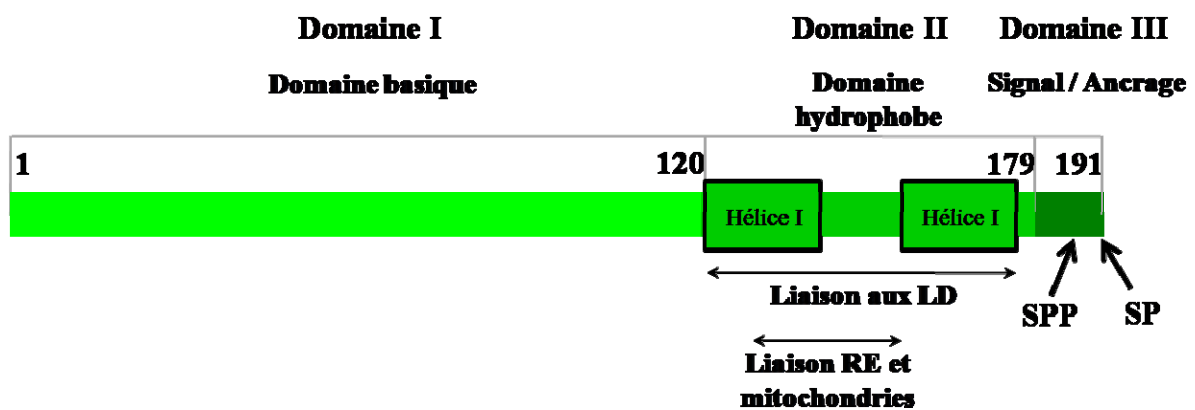 Domaine I
Domaine II
Domaine III
Domaine basique
Domaine
hydrophobe
Signal / Ancrage
1
120
179
191
Hélice I
Hélice I
Liaison aux LD
SPP
SP
Liaison RE et
mitochondries